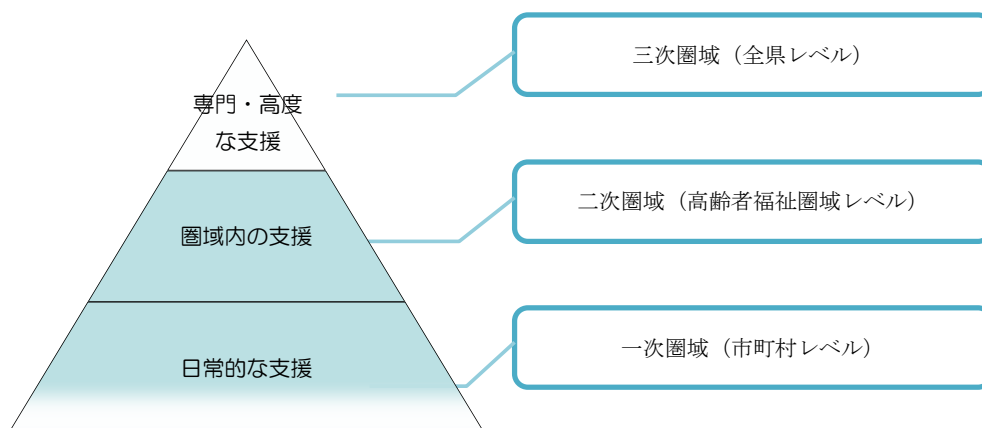 専門・高度
な支援
三次圏域（全県レベル）
圏域内の支援
二次圏域（高齢者福祉圏域レベル）
日常的な支援
一次圏域（市町村レベル）